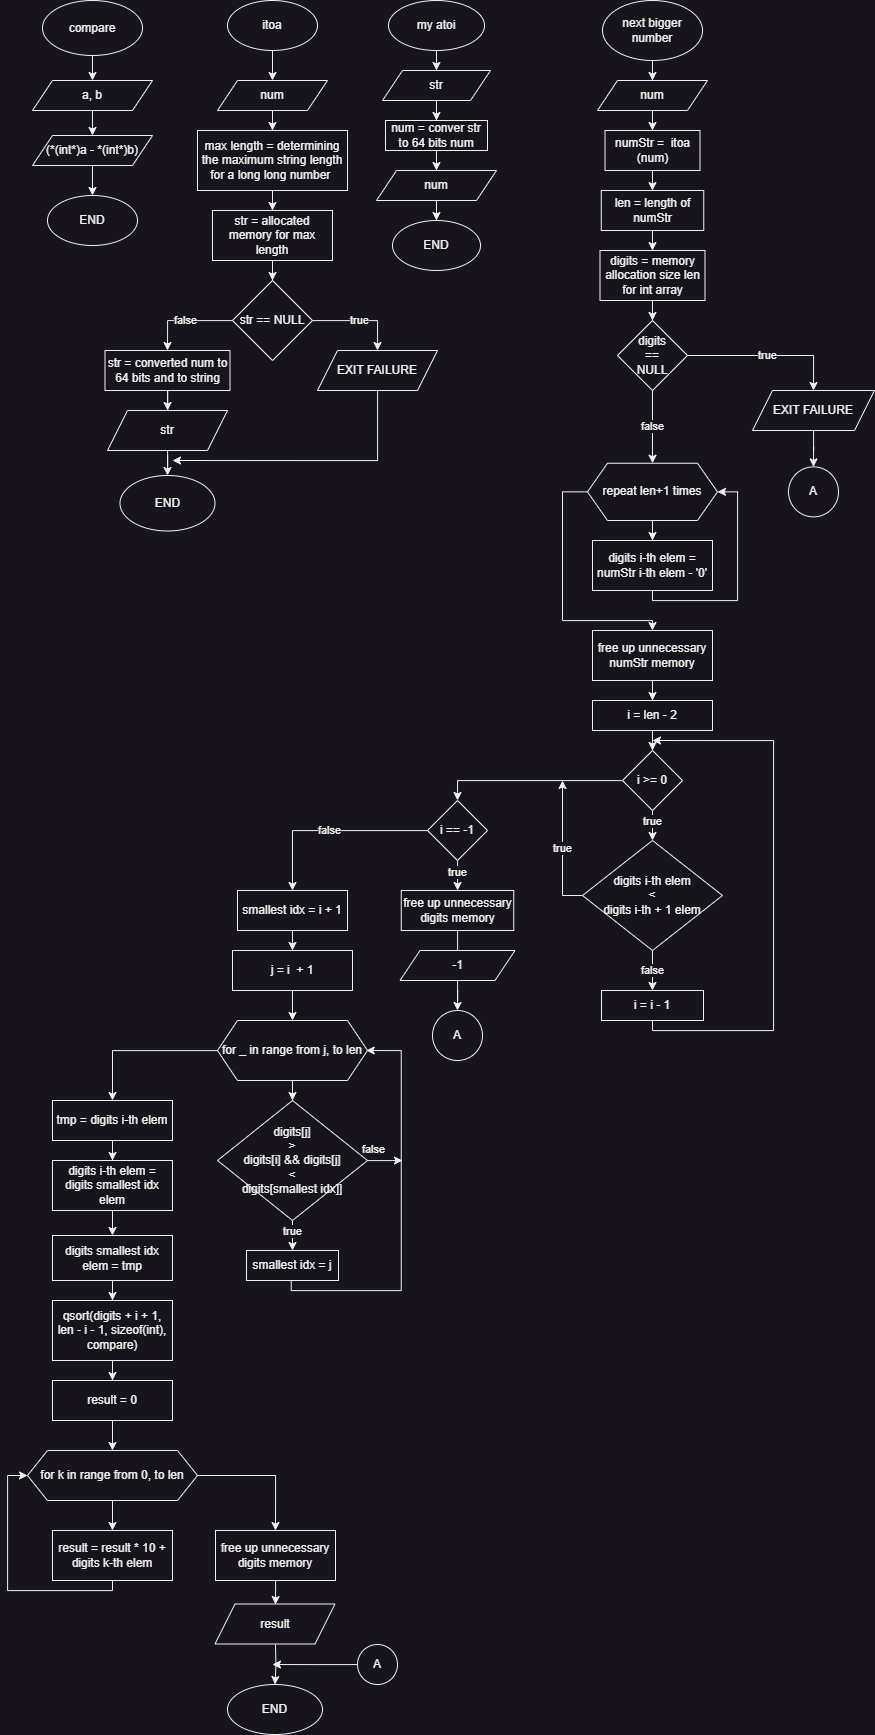 compare
a, b
(*(int*)a - *(int*)b)
END
itoa
num
max length = determining
the maximum string length
for a long long number
str = allocated
memory for max
length
str == NULL
false
true
str = converted num to
64 bits and to string
EXIT FAILURE
str
END
my atoi
str
num = conver str
to 64 bits num
num
END
next bigger
number
num
numStr = itoa
(num)
len = length of
numStr
digits = memory
allocation size len
for int array
digits
==
NULL
true
EXIT FAILURE
A
false
repeat len+1 times
digits i-th elem =
numStr i-th elem - '0'
free up unnecessary
numStr memory
i = len - 2
i >= 0
true
digits i-th elem
<
digits i-th + 1 elem
true
false
i = i - 1
i == -1
false
true
free up unnecessary
digits memory
-1
A
smallest idx = i + 1
j = i + 1
for _ in range from j, to len
digits[j]
>
digits[i] && digits[j]
<
digits[smallest idx]]
false
true
smallest idx = j
tmp = digits i-th elem
digits i-th elem =
digits smallest idx
elem
digits smallest idx
elem = tmp
qsort(digits + i + 1,
len - i - 1, sizeof(int),
compare)
result = 0
for k in range from 0, to len
result = result * 10 +
digits k-th elem
free up unnecessary
digits memory
result
A
END